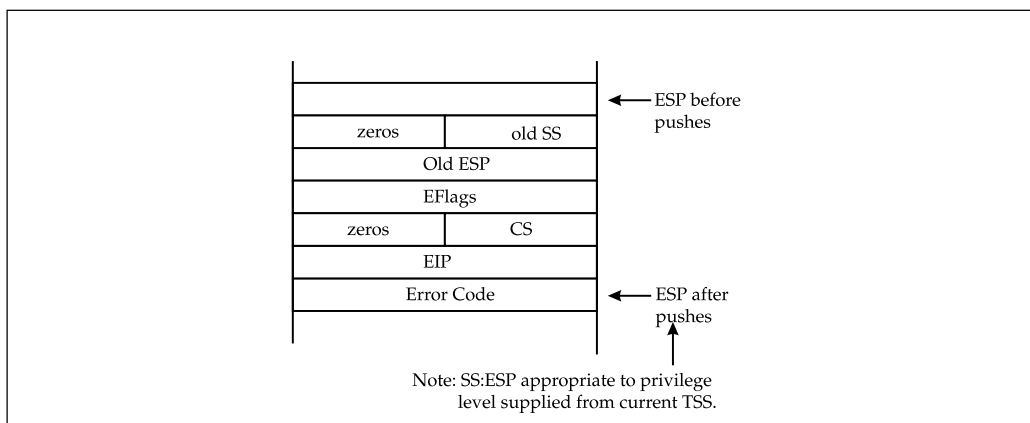 ESP before
pushes
zeros old SS
Old ESP
EFlags
zeros CS
EIP
Error Code
ESP after
pushes
Note: SS:ESP appropriate to privilege
level supplied from current TSS.